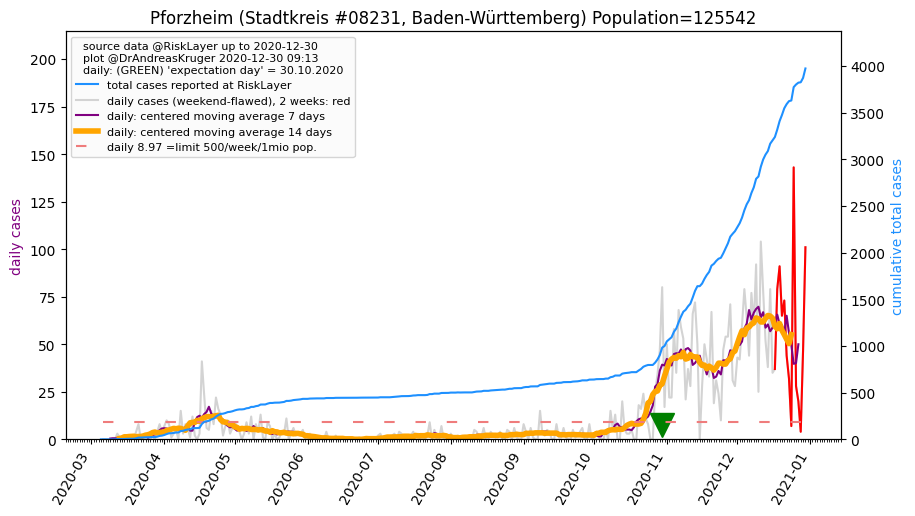 Pforzheim (Stadtkreis #08231, Baden-Württemberg) Population=125542
source data @RiskLayer up to 2020-12-30
plot @DrAndreasKruger 2020-12-30 09:13
daily: (GREEN) 'expectation day' = 30.10.2020
total cases reported at RiskLayer
daily cases (weekend-flawed), 2 weeks: red
daily: centered moving average 7 days
daily: centered moving average 14 days
daily 8.97 =limit 500/week/1mio pop.
daily cases
200
175
150
125
100
75
50
25
0
cumulative total cases
4000
3500
3000
2500
2000
1500
1000
500
0
2020-03
2020-04
2020-05
2020-06
2020-07
2020-08
2020-09
2020-10
2020-11
2020-12
2021-01